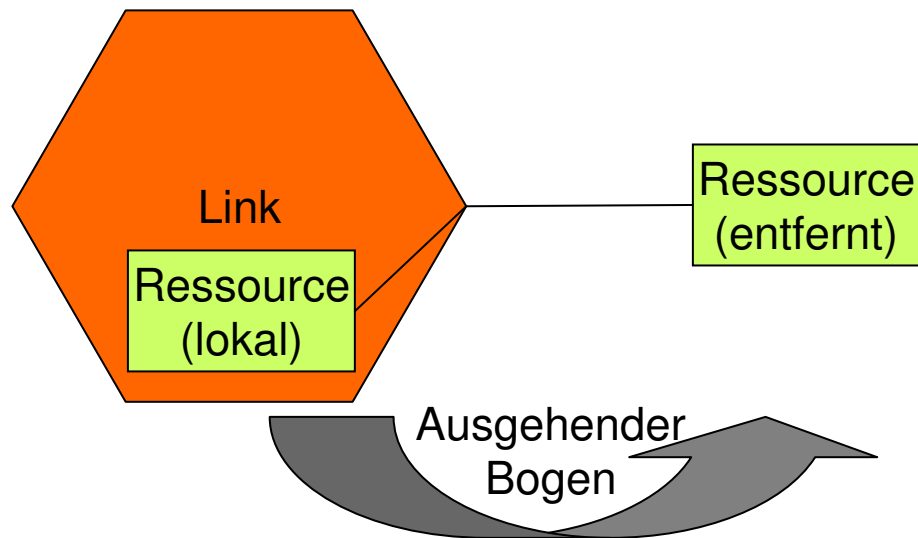 Link
Ressource
(lokal)
Ressource
(entfernt)
Ausgehender
Bogen